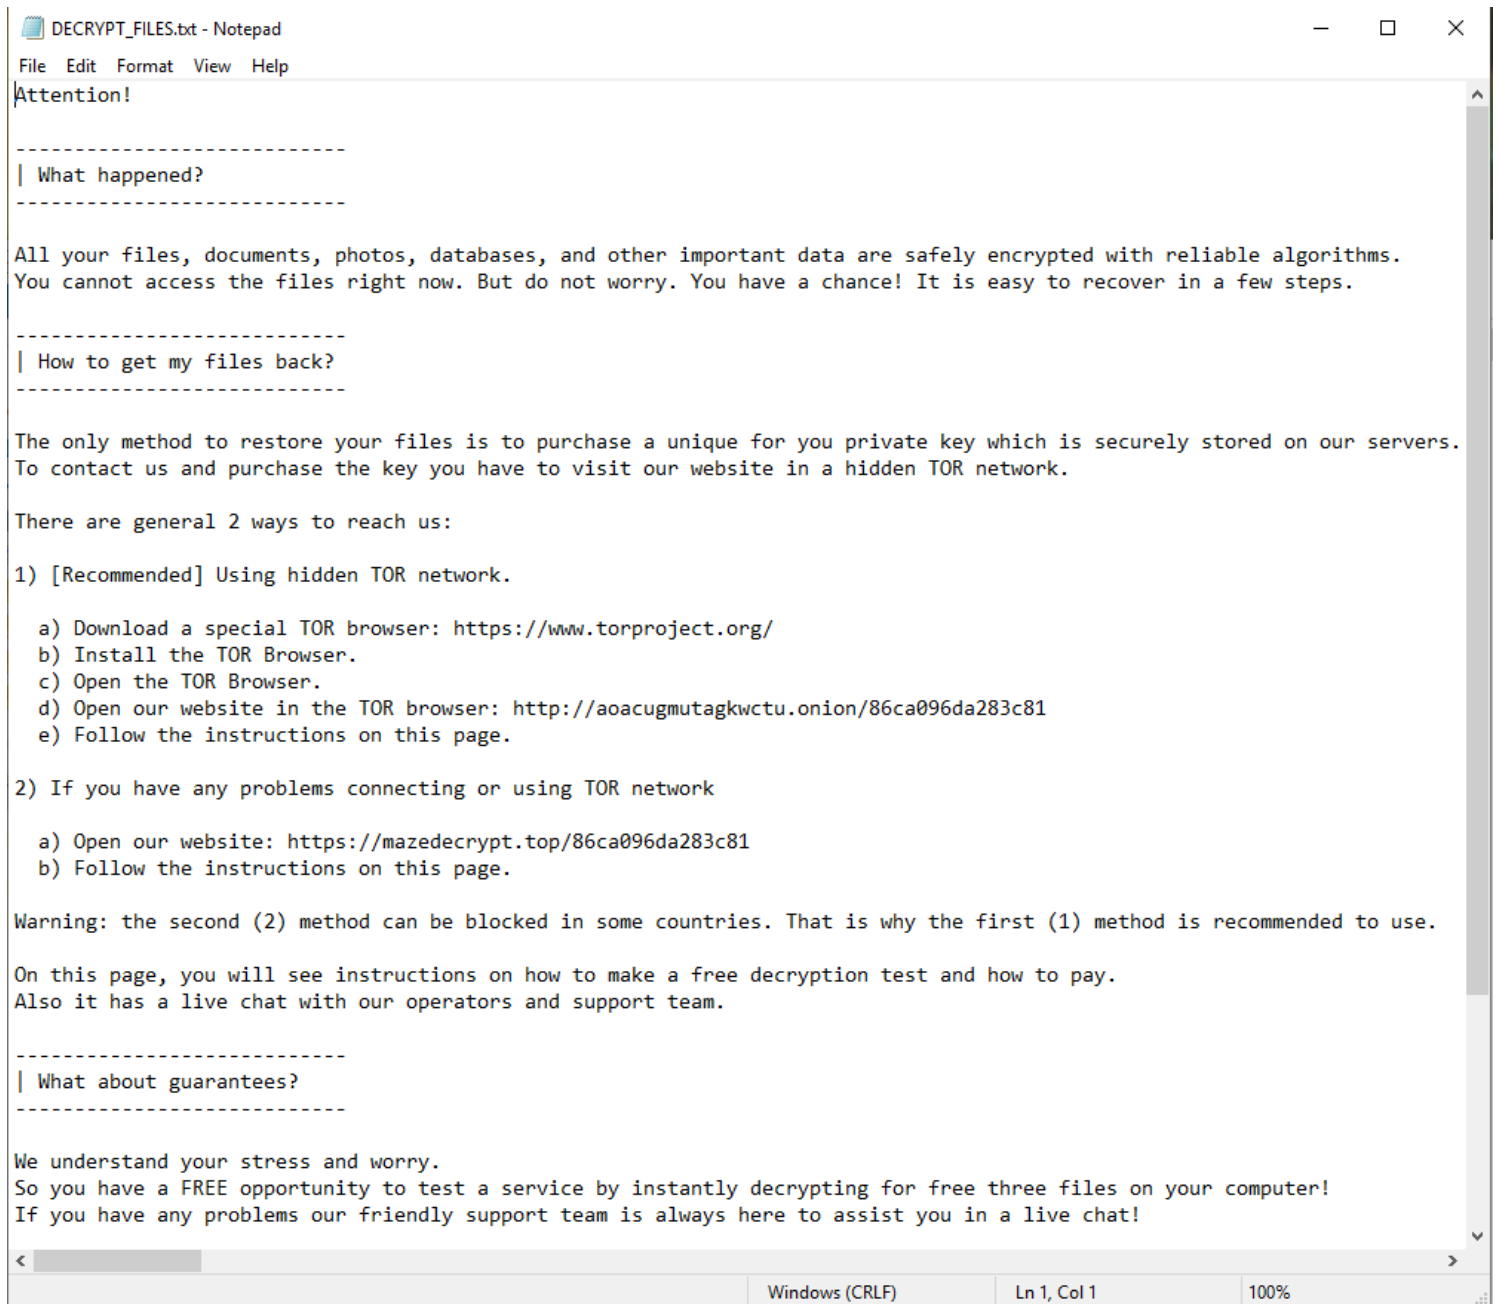 DECRYPT_FILES.txt - Notepad
File Edit Format View Help
Attention!
----------------------------
| What happened?
----------------------------
All your files, documents, photos, databases, and other important data are safely encrypted with reliable algorithms.
You cannot access the files right now. But do not worry. You have a chance! It is easy to recover in a few steps.
----------------------------
| How to get my files back?
----------------------------
The only method to restore your files is to purchase a unique for you private key which is securely stored on our servers.
To contact us and purchase the key you have to visit our website in a hidden TOR network.
There are general 2 ways to reach us:
1) [Recommended] Using hidden TOR network.
a) Download a special TOR browser: https://www.torproject.org/
b) Install the TOR Browser.
c) Open the TOR Browser.
d) Open our website in the TOR browser: http://aoacugmutagkwctu.onion/86ca096da283c81
e) Follow the instructions on this page.
2) If you have any problems connecting or using TOR network
a) Open our website: https://mazedecrypt.top/86ca096da283c81
b) Follow the instructions on this page.
Warning: the second (2) method can be blocked in some countries. That is why the first (1) method is recommended to use.
On this page, you will see instructions on how to make a free decryption test and how to pay.
Also it has a live chat with our operators and support team.
----------------------------
| What about guarantees?
----------------------------
We understand your stress and worry.
So you have a FREE opportunity to test a service by instantly decrypting for free three files on your computer!
If you have any problems our friendly support team is always here to assist you in a live chat!
Windows (CRLF) Ln 1, Col 1 100%